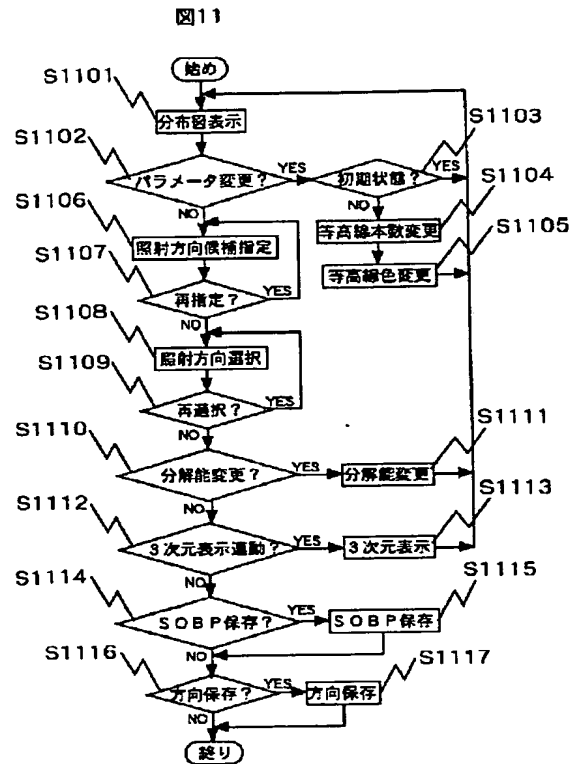 図11
始め
S1101
分布図表示
S1102
パラメータ変更？
YES
NO
S1103
初期状態？
YES
NO
S1104
等高線本数変更
S1105
等高線色変更
S1106
照射方向候補指定
S1107
再指定？
YES
NO
S1108
照射方向選択
S1109
再選択？
YES
NO
S1110
分解能変更？
YES
NO
S1111
分解能変更
S1112
３次元表示連動？
YES
NO
S1113
３次元表示
S1114
ＳＯＢＰ保存？
YES
NO
S1115
ＳＯＢＰ保存
S1116
方向保存？
YES
NO
S1117
方向保存
終り